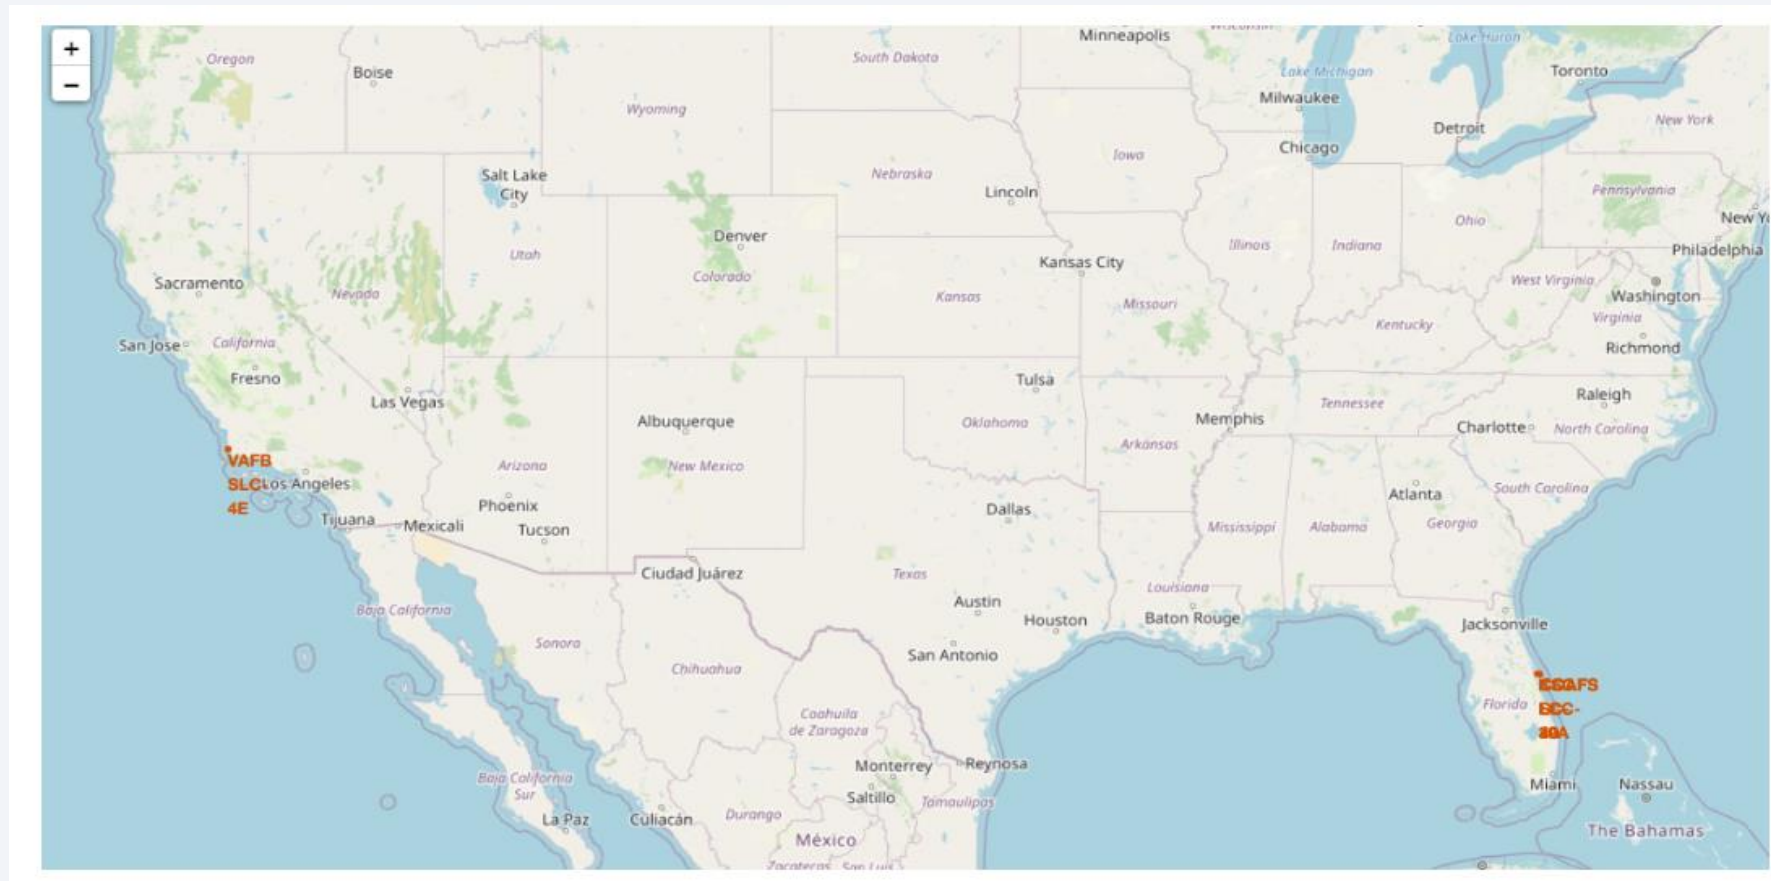 +
−
Oregon
Boise
Wyoming
South Dakota
Minneapolis
Lake Michigan
Lake Huron
Toronto
Milwaukee
Detroit
New York
Chicago
Iowa
Nebraska
Lincoln
Salt Lake
City
Pennsylvania
Ohio
Denver
Utah
Illinois
Indiana
Philadelphia
Kansas City
Colorado
Sacramento
Nevada
Kansas
Missouri
West Virginia
Washington
Virginia
Kentucky
San Jose
California
Richmond
Fresno
Las Vegas
Tulsa
Raleigh
Tennessee
Albuquerque
Oklahoma
Memphis
Charlotte
North Carolina
Arkansas
VAFB
Arizona
New Mexico
SLC-
Los Angeles
4E
Phoenix
Atlanta
South Carolina
Dallas
Tijuana
Mexicali
Tucson
Mississippi
Alabama
Georgia
Ciudad Juárez
Texas
Louisiana
Austin
Baja California
Houston
Baton Rouge
Jacksonville
Sonora
San Antonio
Chihuahua
Florida
Coahuila
de Zaragoza
Monterrey
Reynosa
Baja California
Sur
Saltillo
Tamaulipas
Miami
Nassau
La Paz
Culiacán
Durango
México
The Bahamas
Zacatecas
San Luis